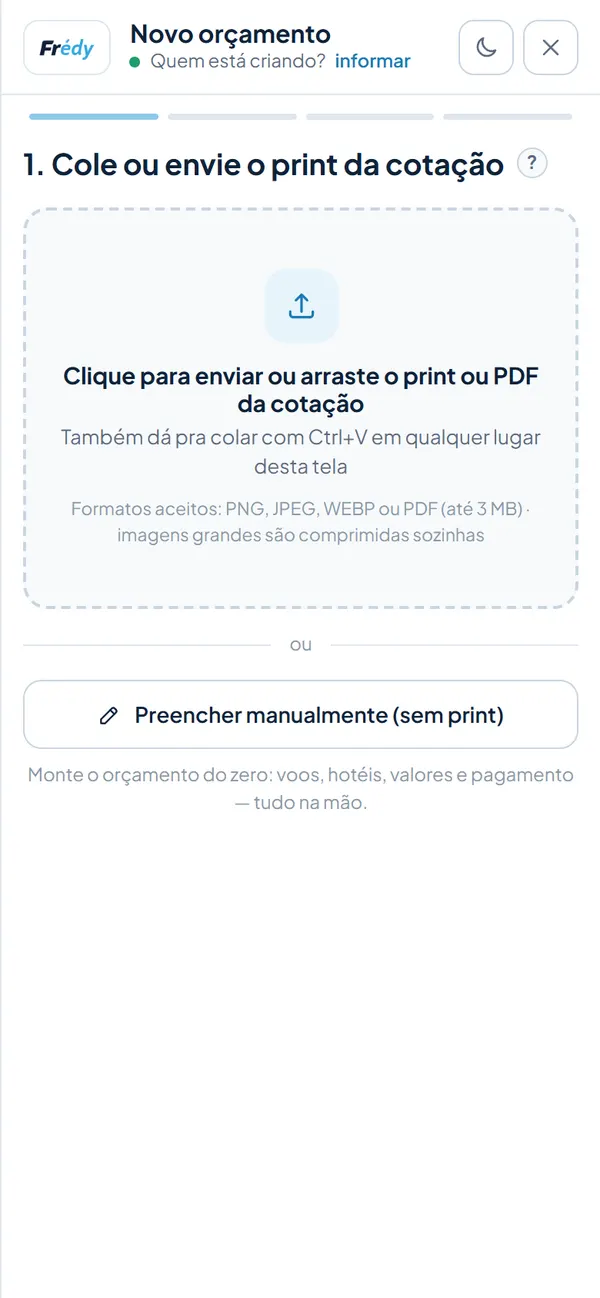 Frédy
Novo orçamento
Quem está criando? informar
1. Cole ou envie o print da cotação ?
Clique para enviar ou arraste o print ou PDF
da cotação
Também dá pra colar com Ctrl+V em qualquer lugar
desta tela
Formatos aceitos: PNG, JPEG, WEBP ou PDF (até 3 MB) ·
imagens grandes são comprimidas sozinhas
ou
Preencher manualmente (sem print)
Monte o orçamento do zero: voos, hotéis, valores e pagamento
— tudo na mão.